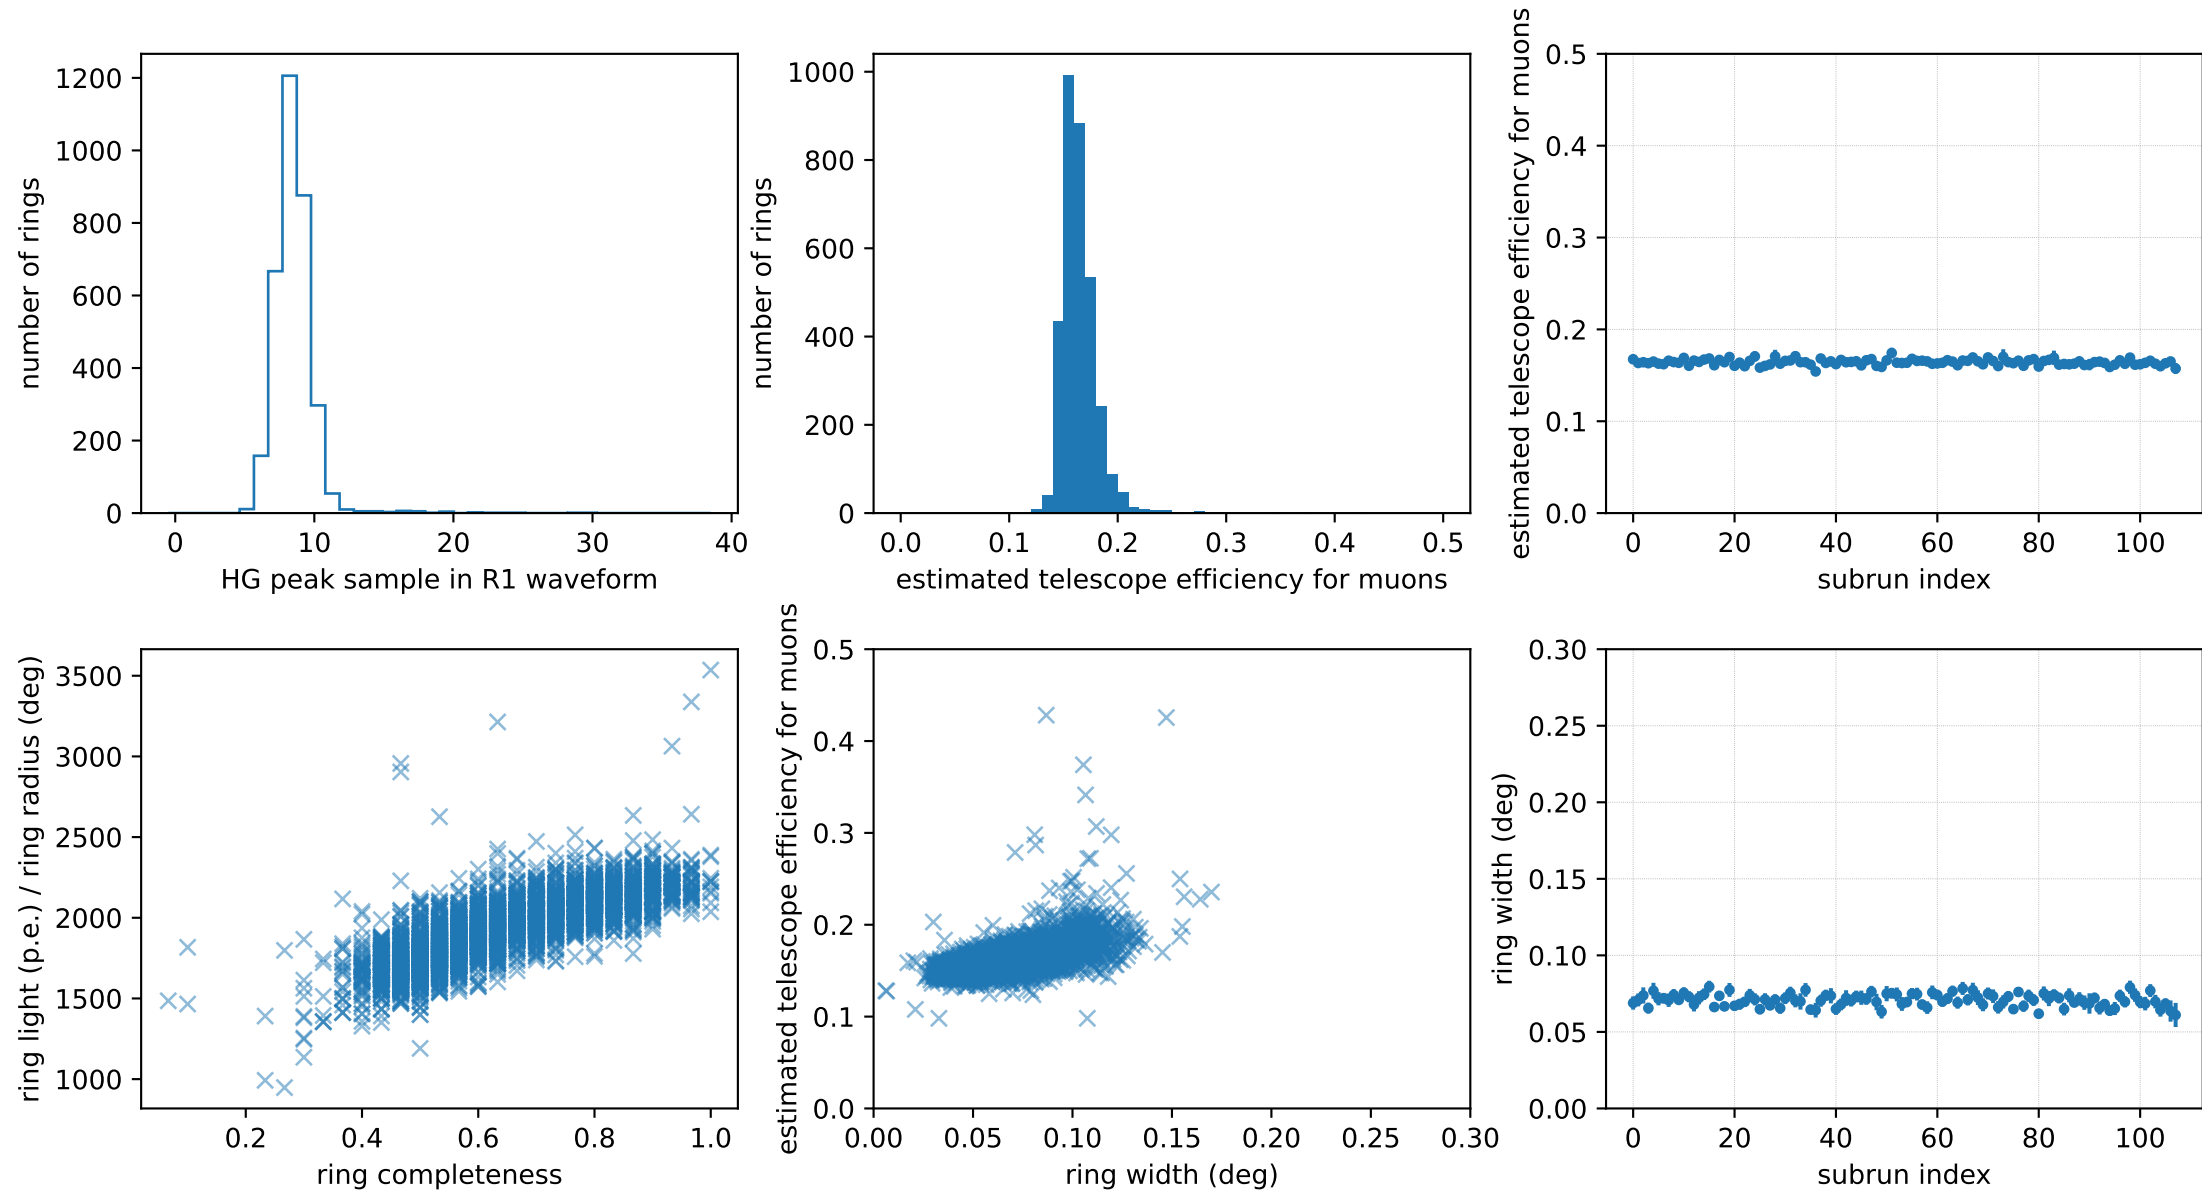 number of rings
1200
1000
800
600
400
200
0
0 10 20 30 40
HG peak sample in R1 waveform
number of rings
1000
800
600
400
200
0
0.0 0.1 0.2 0.3 0.4 0.5
estimated telescope efficiency for muons
estimated telescope efficiency for muons
0.5
0.4
0.3
0.2
0.1
0.0
0 20 40 60 80 100
subrun index
ring light (p.e.) / ring radius (deg)
3500
3000
2500
2000
1500
1000
0.2 0.4 0.6 0.8 1.0
ring completeness
estimated telescope efficiency for muons
0.5
0.4
0.3
0.2
0.1
0.0
0.00 0.05 0.10 0.15 0.20 0.25 0.30
ring width (deg)
ring width (deg)
0.30
0.25
0.20
0.15
0.10
0.05
0.00
0 20 40 60 80 100
subrun index